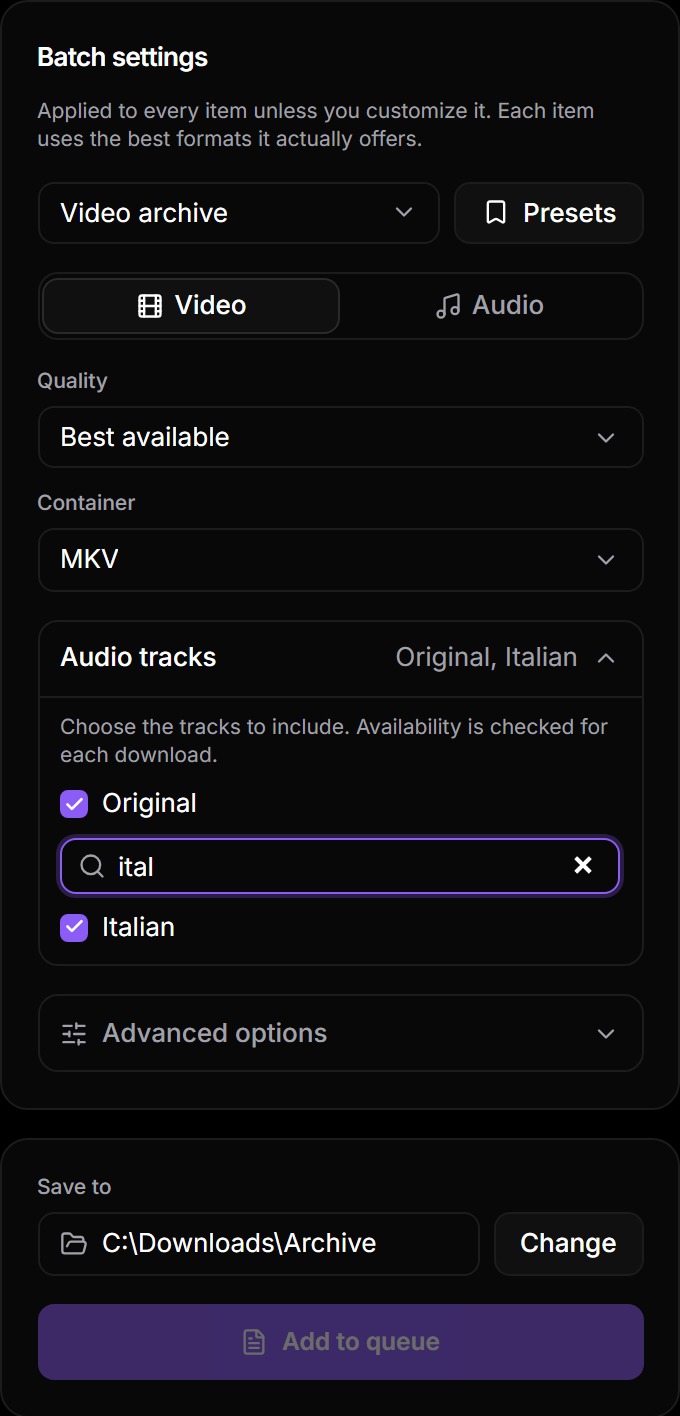 Batch settings
Applied to every item unless you customize it. Each item
uses the best formats it actually offers.
Video archive
Presets
Video
Audio
Quality
Best available
Container
MKV
Audio tracks
Original, Italian
Choose the tracks to include. Availability is checked for
each download.
Original
ital
Italian
Advanced options
Save to
C:\Downloads\Archive
Change
Add to queue